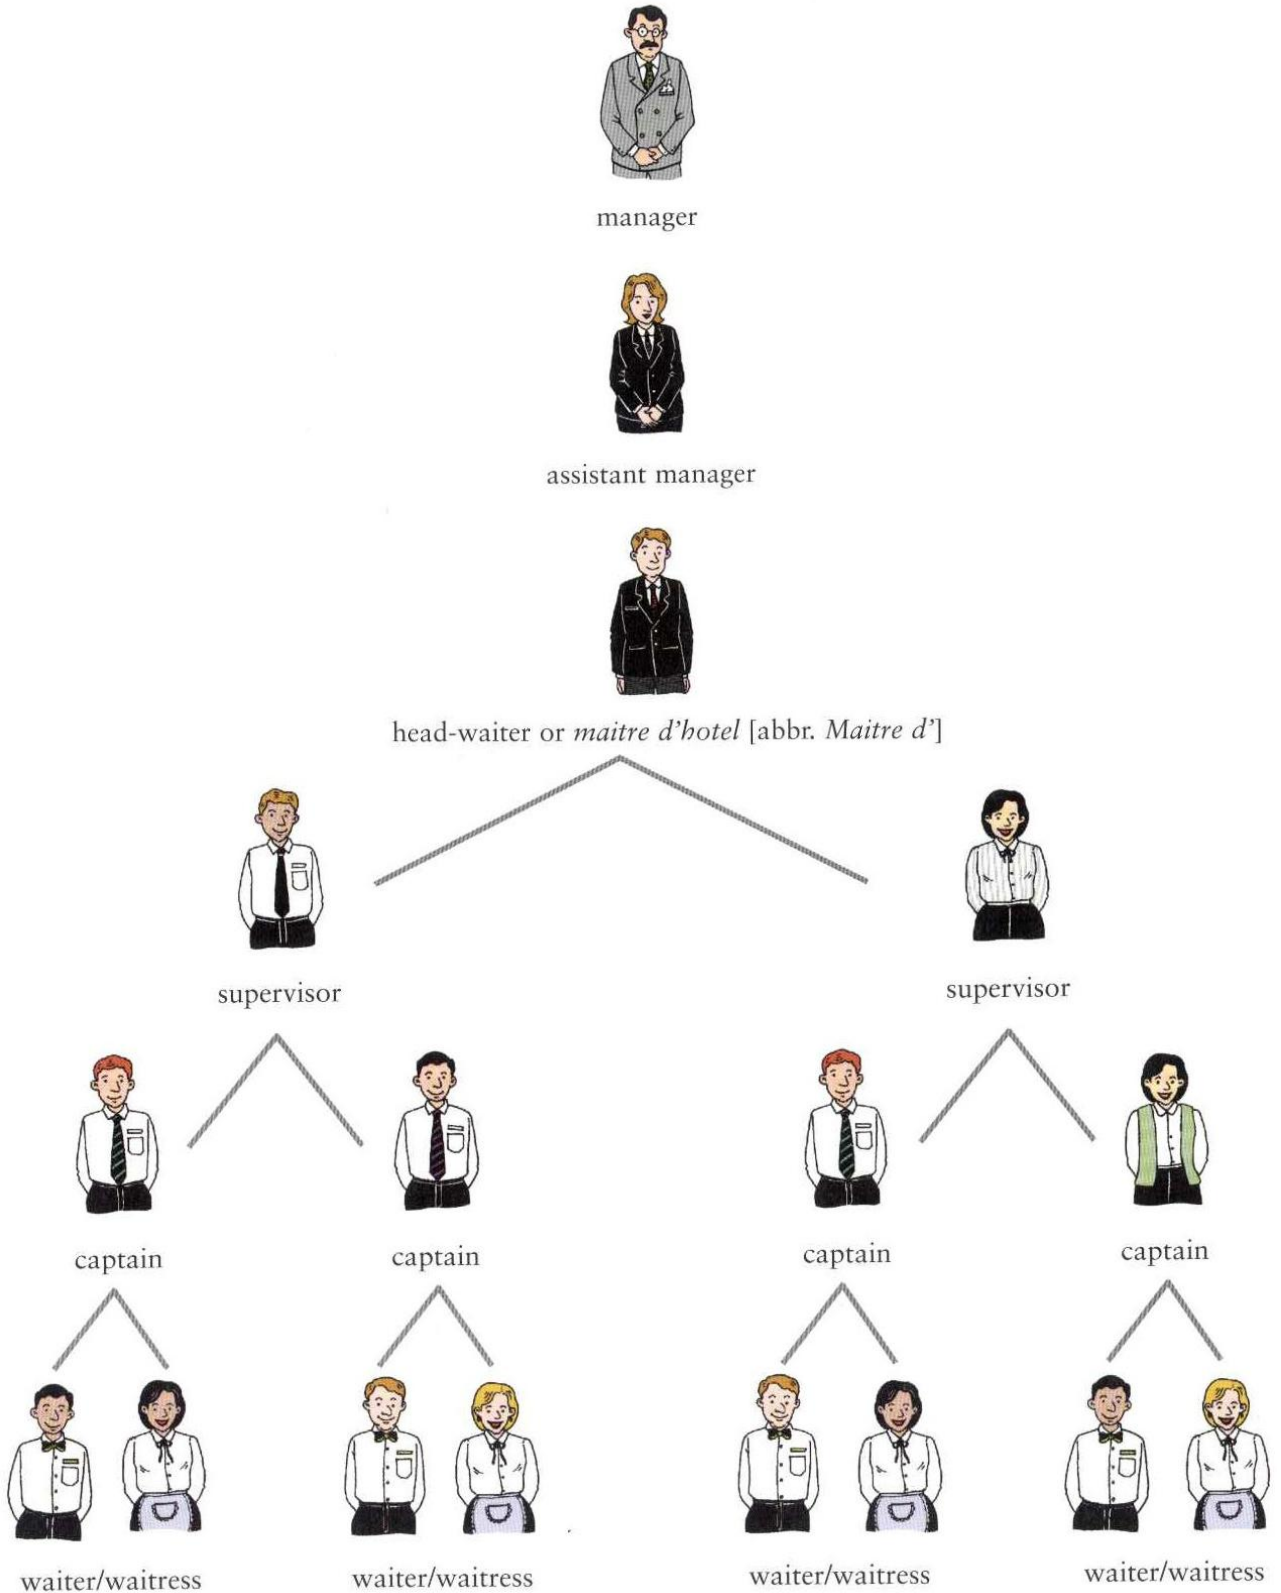 manager
assistant manager
head-waiter or maitre d'hotel [abbr. Maitre d']
supervisor
supervisor
captain
captain
captain
captain
waiter/waitress
waiter/waitress
waiter/waitress
waiter/waitress